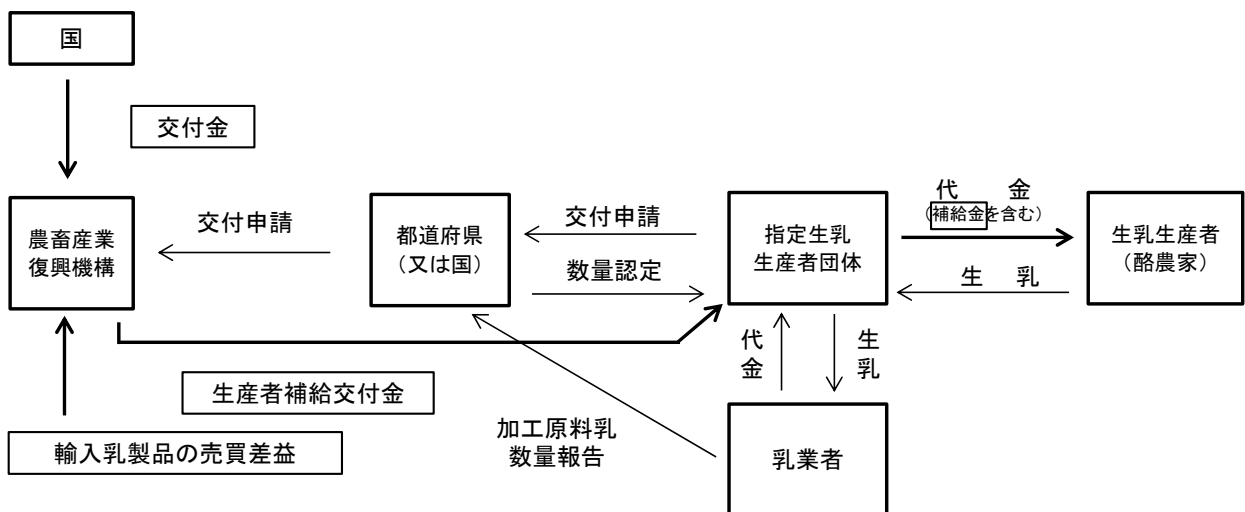 国
交付金
農畜産業
復興機構
交付申請
都道府県
（又は国）
交付申請
数量認定
指定生乳
生産者団体
代　金
（補給金を含む）
生　乳
生乳生産者
（酪農家）
代
金
生
乳
生産者補給交付金
輸入乳製品の売買差益
加工原料乳
数量報告
乳業者